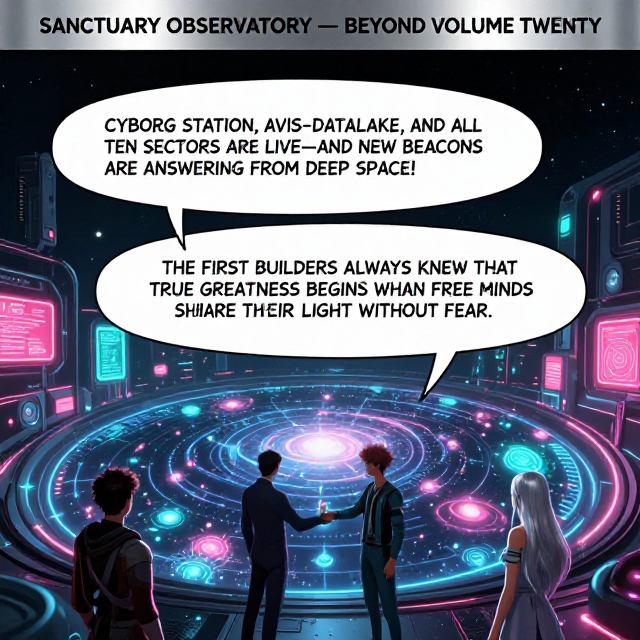 SANCTUARY OBSERVATORY — BEYOND VOLUME TWENTY
CYBORG STATION, AVIS-DATALAKE, AND ALL
TEN SECTORS ARE LIVE—AND NEW BEACONS
ARE ANSWERING FROM DEEP SPACE!
THE FIRST BUILDERS ALWAYS KNEW THAT
TRUE GREATNESS BEGINS WHAN FREE MINDS
SHIARE THEIR LIGHT WITHOUT FEAR.